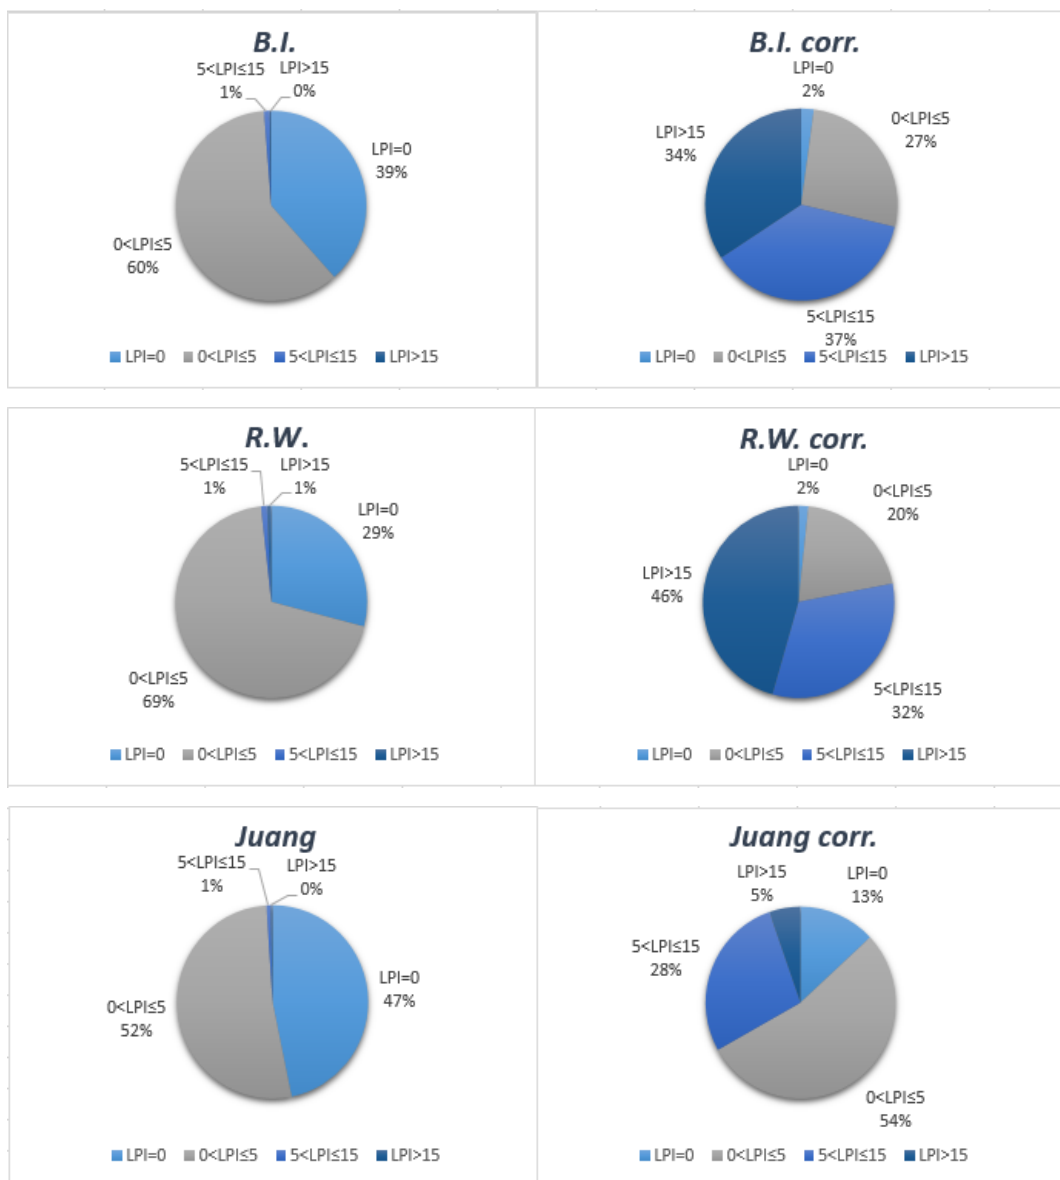 B.I.
5<LPI≤15
1%
LPI>15
0%
LPI=0
39%
0<LPI≤5
60%
LPI=0 0<LPI≤5 5<LPI≤15 LPI>15
B.I. corr.
LPI=0
2%
0<LPI≤5
27%
LPI>15
34%
5<LPI≤15
37%
LPI=0 0<LPI≤5 5<LPI≤15 LPI>15
R.W.
5<LPI≤15
1%
LPI>15
1%
LPI=0
29%
0<LPI≤5
69%
LPI=0 0<LPI≤5 5<LPI≤15 LPI>15
R.W. corr.
LPI=0
2%
0<LPI≤5
20%
LPI>15
46%
5<LPI≤15
32%
LPI=0 0<LPI≤5 5<LPI≤15 LPI>15
Juang
5<LPI≤15
1%
LPI>15
0%
LPI=0
47%
0<LPI≤5
52%
LPI=0 0<LPI≤5 5<LPI≤15 LPI>15
Juang corr.
LPI>15
5%
LPI=0
13%
5<LPI≤15
28%
0<LPI≤5
54%
LPI=0 0<LPI≤5 5<LPI≤15 LPI>15